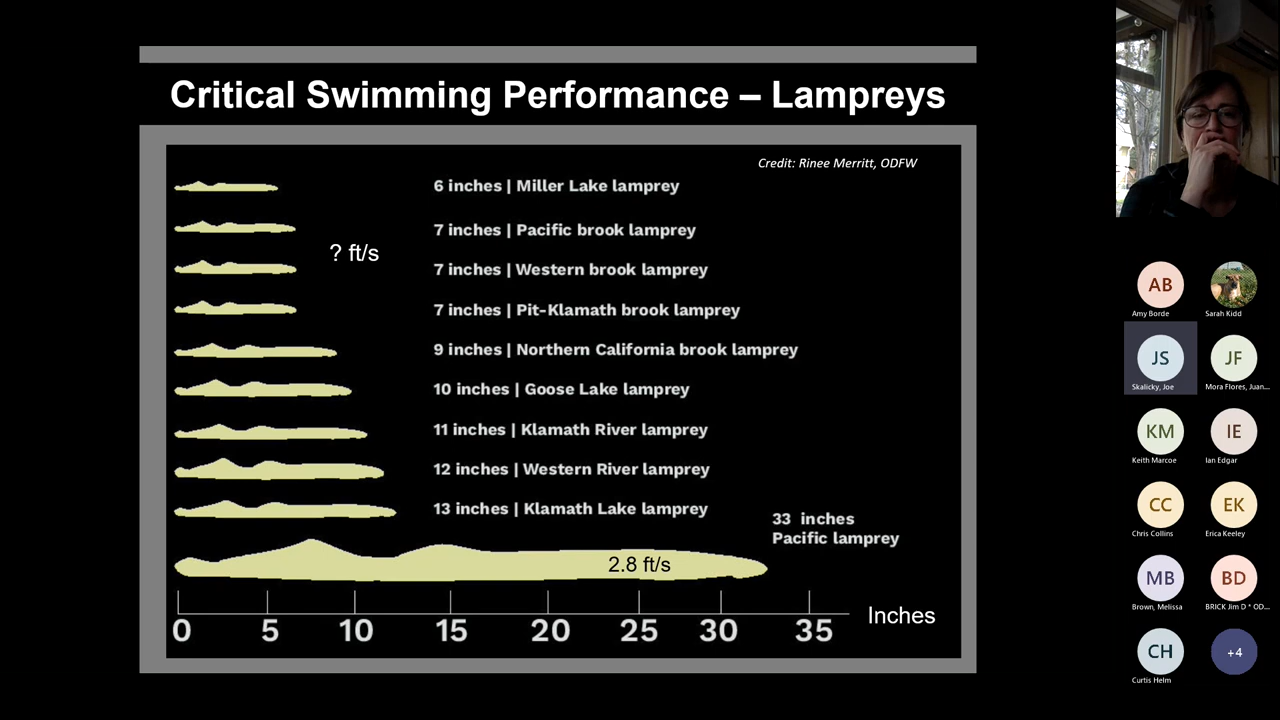 Critical Swimming Performance – Lampreys
Credit: Rinee Merritt, ODFW
6 inches | Miller Lake lamprey
7 inches | Pacific brook lamprey
? ft/s
7 inches | Western brook lamprey
7 inches | Pit-Klamath brook lamprey
9 inches | Northern California brook lamprey
10 inches | Goose Lake lamprey
11 inches | Klamath River lamprey
12 inches | Western River lamprey
13 inches | Klamath Lake lamprey
33 inches
Pacific lamprey
2.8 ft/s
0 5 10 15 20 25 30 35
Inches
AB
Amy Borde
Sarah Kidd
JS
Skalicky, Joe
JF
Mora Flores, Juan...
KM
Keith Marcoe
IE
Ian Edgar
CC
Chris Collins
EK
Erica Keeley
MB
Brown, Melissa
BD
BRICK Jim D * OD...
CH
Curtis Helm
+4